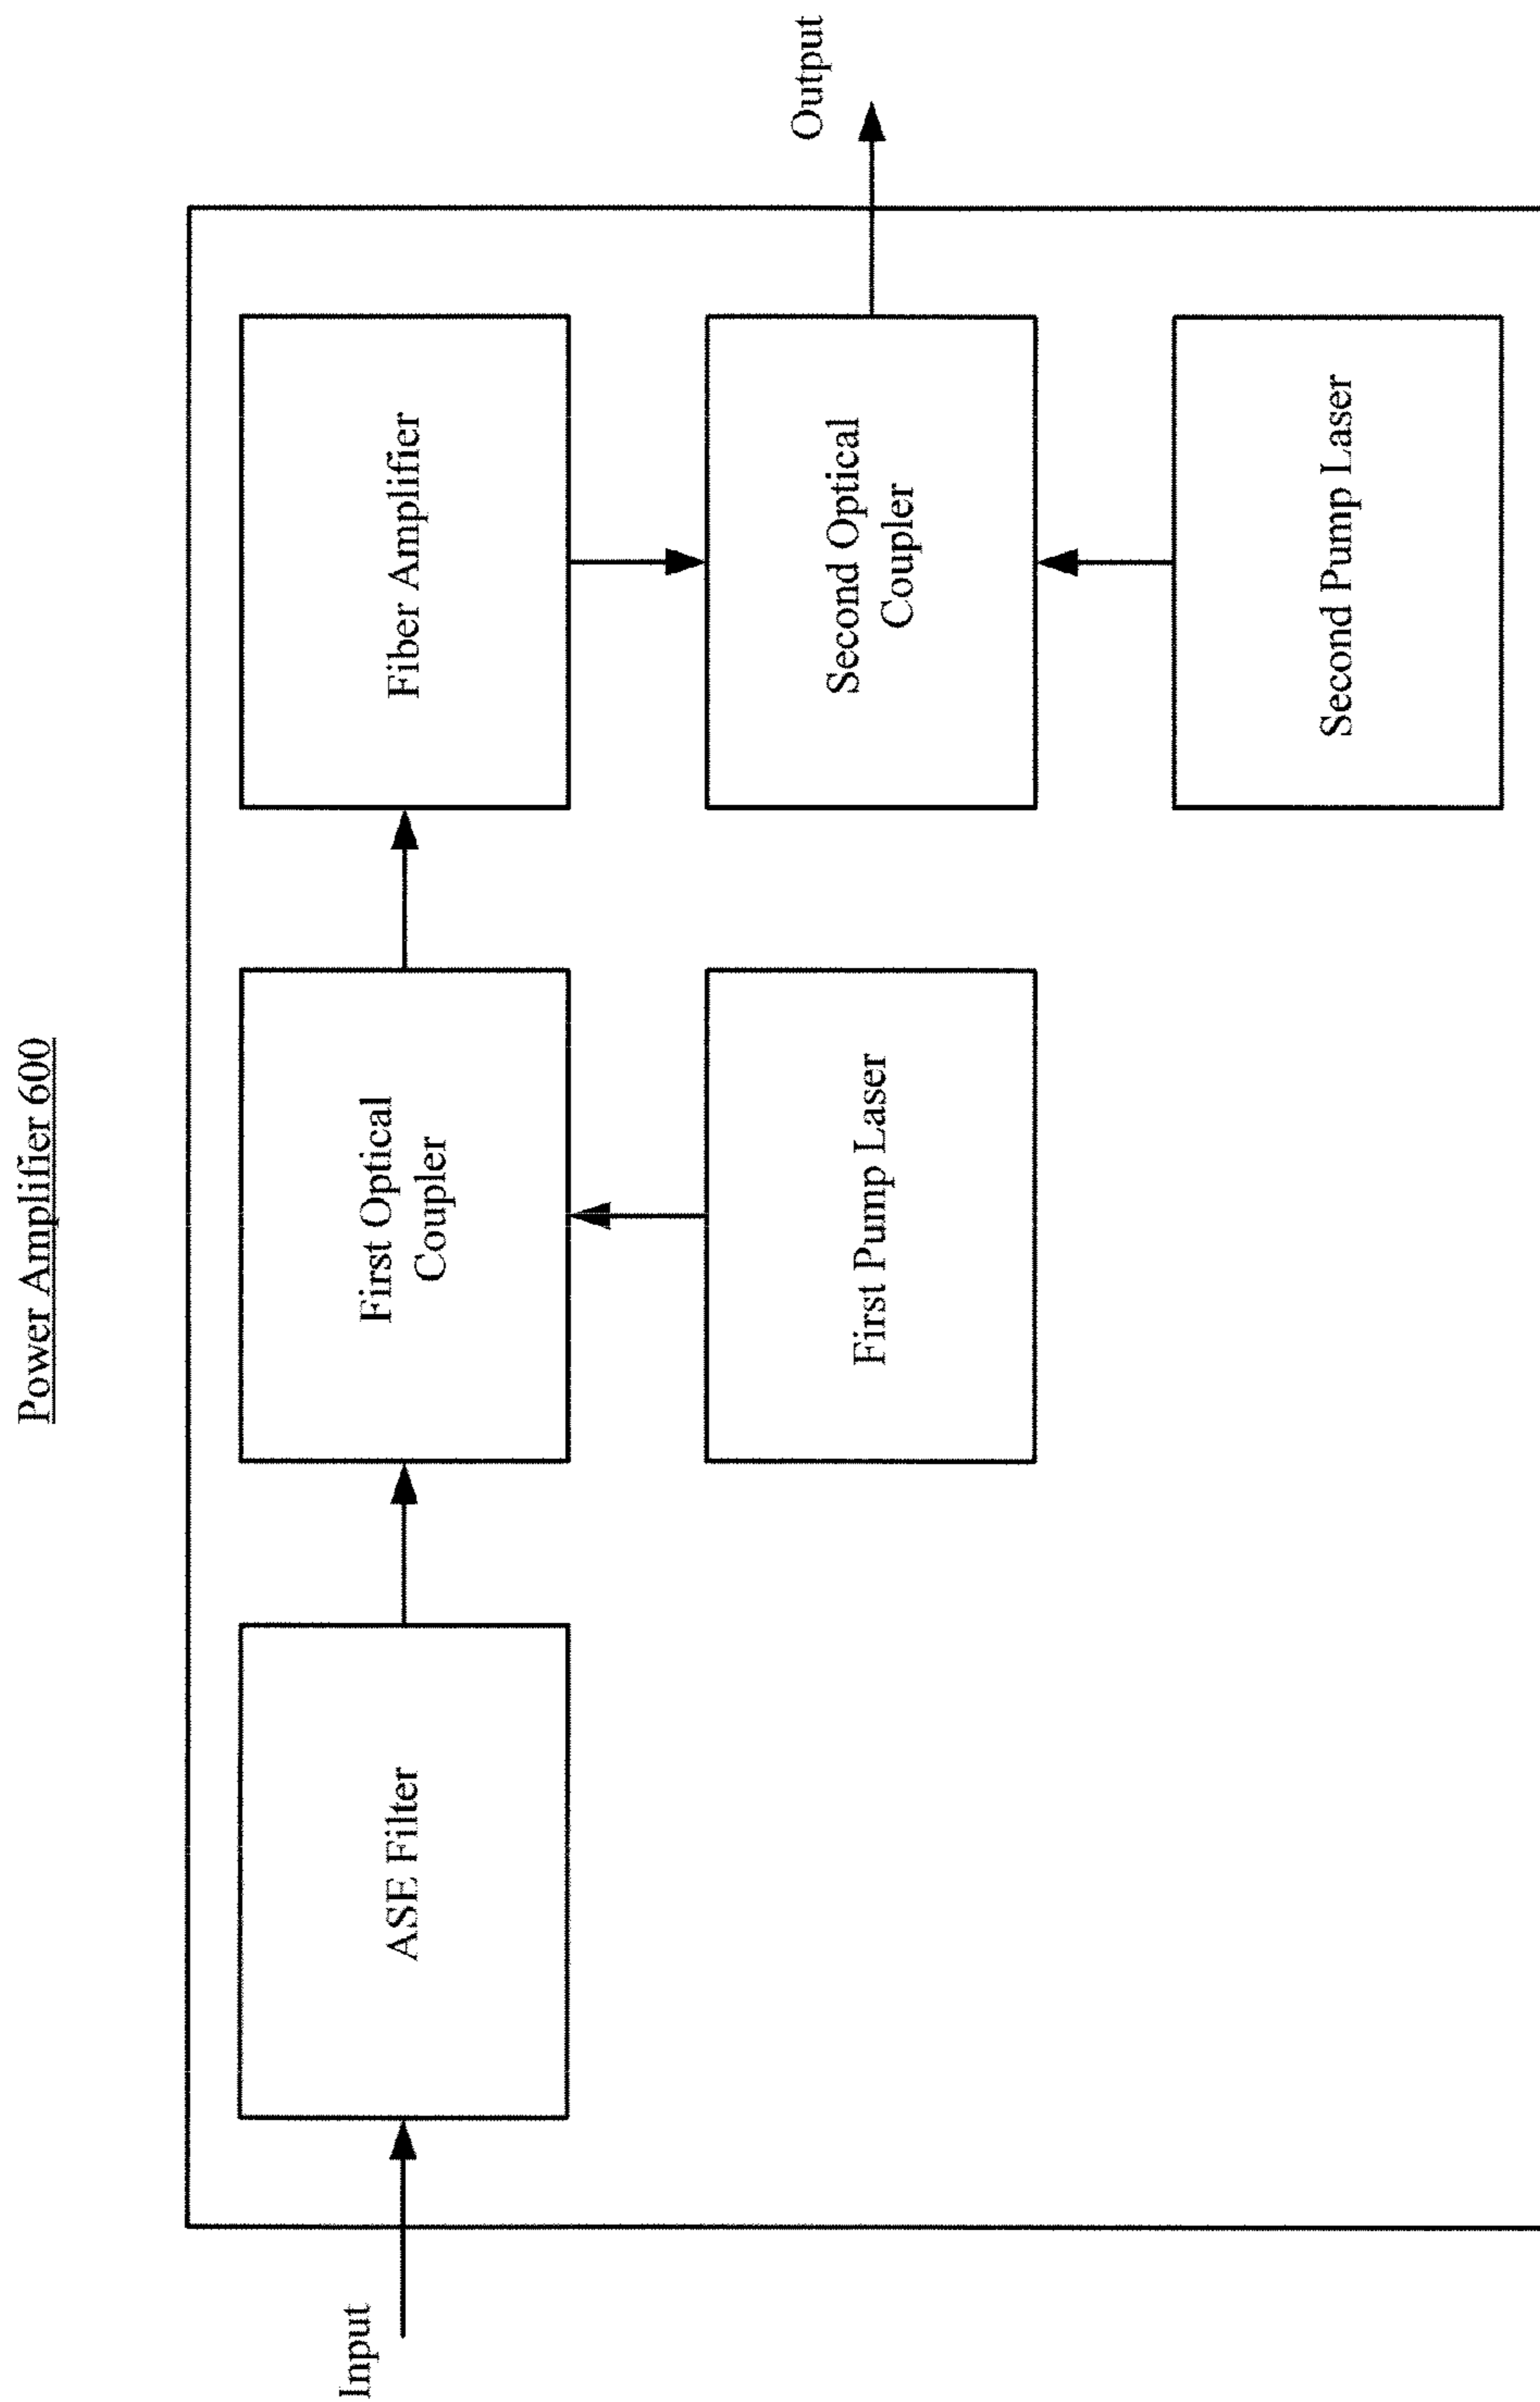 Power Amplifier 600
Input
ASE Filter
First Optical
Coupler
Fiber Amplifier
First Pump Laser
Second Optical
Coupler
Output
Second Pump Laser